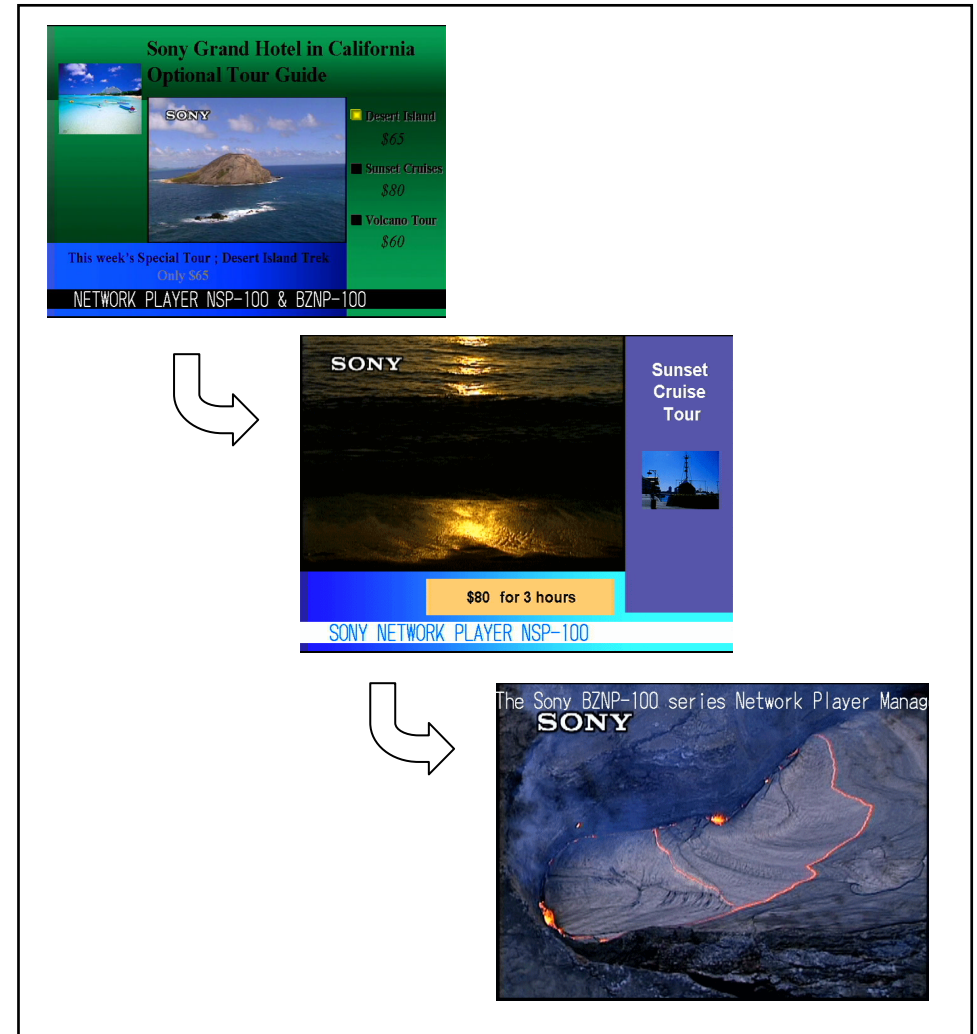 Sony Grand Hotel in California
Optional Tour Guide
SONY
Desert Island
$65
Sunset Cruises
$80
Volcano Tour
$60
This week's Special Tour ; Desert Island Trek
Only $65
NETWORK PLAYER NSP-100 & BZNP-100
SONY
Sunset
Cruise
Tour
$80 for 3 hours
SONY NETWORK PLAYER NSP-100
The Sony BZNP-100 series Network Player Manag
SONY